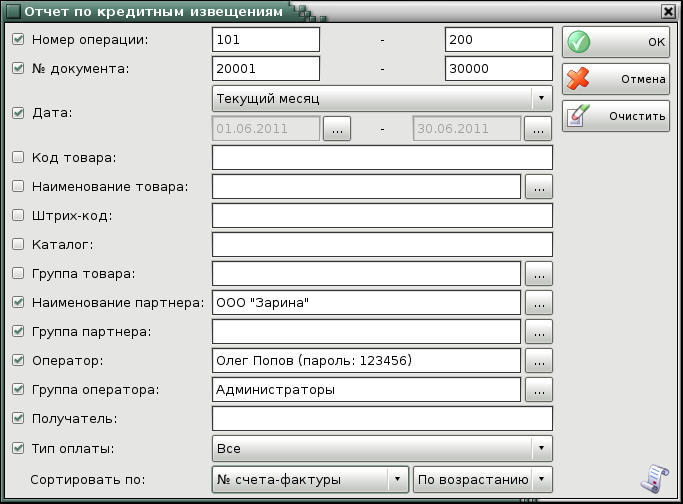 Отчет по кредитным извещениям
Номер операции: 101 - 200
ОК
№ документа: 20001 - 30000
Отмена
Дата: Текущий месяц
Очистить
01.06.2011 ... - 30.06.2011 ...
Код товара:
Наименование товара: ...
Штрих-код:
Каталог:
Группа товара: ...
Наименование партнера: ООО "Зарина" ...
Группа партнера: ...
Оператор: Олег Попов (пароль: 123456) ...
Группа оператора: Администраторы ...
Получатель:
Тип оплаты: Все
Сортировать по: № счета-фактуры По возрастанию